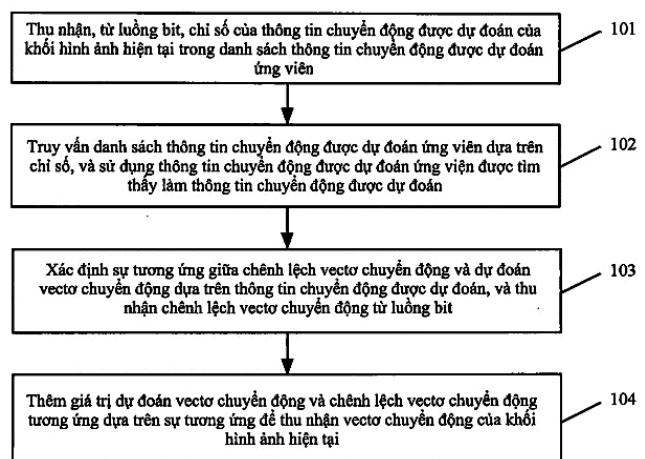 Thu nhận, từ luồng bit, chỉ số của thông tin chuyển động được dự đoán của
khối hình ảnh hiện tại trong danh sách thông tin chuyển động được dự đoán
ứng viên
101
Truy vấn danh sách thông tin chuyển động được dự đoán ứng viên dựa trên
chỉ số, và sử dụng thông tin chuyển động được dự đoán ứng viện được tìm
thấy làm thông tin chuyển động được dự đoán
102
Xác định sự tương ứng giữa chênh lệch vectơ chuyển động và dự đoán
vectơ chuyển động dựa trên thông tin chuyển động được dự đoán, và thu
nhận chênh lệch vectơ chuyển động từ luồng bit
103
Thêm giá trị dự đoán vectơ chuyển động và chênh lệch vectơ chuyển động
tương ứng dựa trên sự tương ứng để thu nhận vectơ chuyển động của khối
hình ảnh hiện tại
104